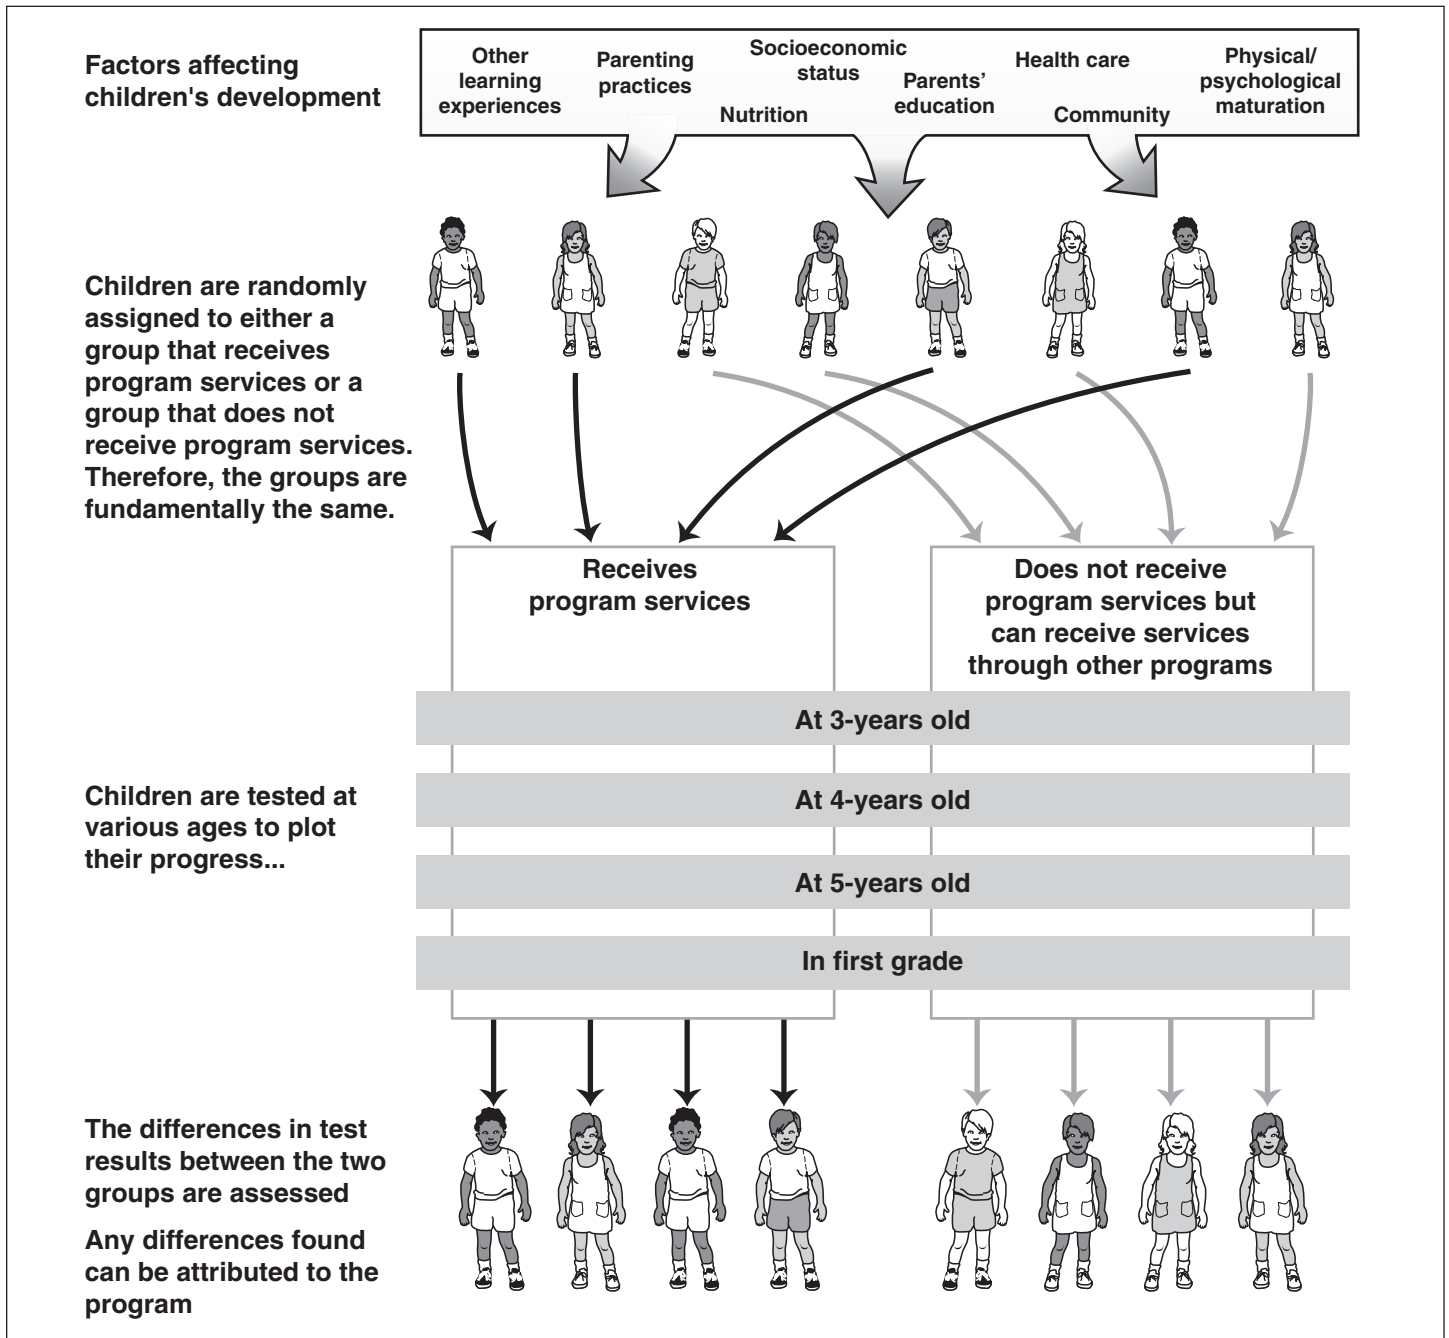 Factors affecting
children's development
Other
learning
experiences
Parenting
practices
Nutrition
Socioeconomic
status
Parents’
education
Health care
Community
Physical/
psychological
maturation
Children are randomly
assigned to either a
group that receives
program services or a
group that does not
receive program services.
Therefore, the groups are
fundamentally the same.
Receives
program services
Does not receive
program services but
can receive services
through other programs
At 3-years old
At 4-years old
At 5-years old
In first grade
Children are tested at
various ages to plot
their progress...
The differences in test
results between the two
groups are assessed
Any differences found
can be attributed to the
program